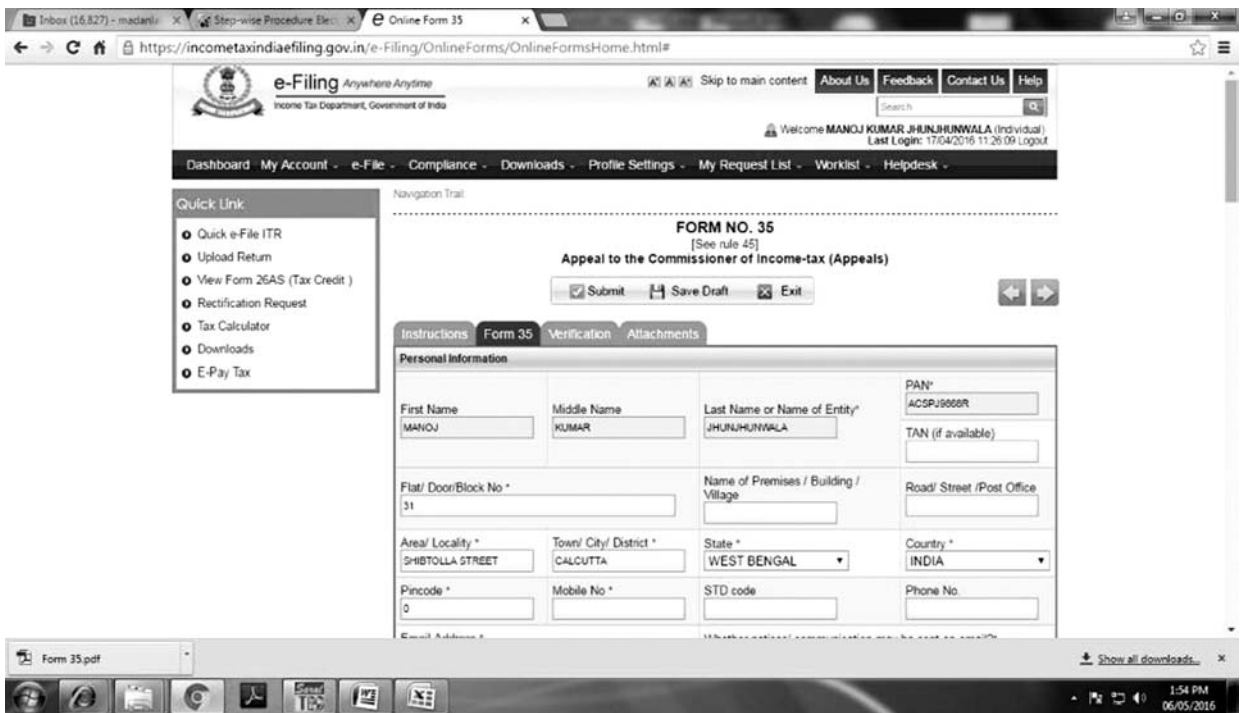 Inbox (16,827) - madanla
Step-wise Procedure Elec
Online Form 35
https://incometaxindiaefiling.gov.in/e-Filing/OnlineForms/OnlineFormsHome.html#
e-Filing Anywhere Anytime
Income Tax Department, Government of India
Skip to main content About Us Feedback Contact Us Help
Search
Welcome MANOJ KUMAR JHUNJHUNWALA (Individual)
Last Login: 17/04/2016 11:26:09 Logout
Dashboard My Account e-File Compliance Downloads Profile Settings My Request List Worklist Helpdesk
Quick Link
Quick e-File ITR
Upload Return
View Form 26AS (Tax Credit )
Rectification Request
Tax Calculator
Downloads
E-Pay Tax
Navigation Trail:
FORM NO. 35
[See rule 45]
Appeal to the Commissioner of Income-tax (Appeals)
Submit Save Draft Exit
Instructions Form 35 Verification Attachments
Personal Information
First Name Middle Name Last Name or Name of Entity* PAN*
MANOJ KUMAR JHUNJHUNWALA ACSPJ9868R
TAN (if available)
Flat/ Door/Block No * Name of Premises / Building / Village Road/ Street /Post Office
31
Area/ Locality * Town/ City/ District * State * Country *
SHIBTOLLA STREET CALCUTTA WEST BENGAL INDIA
Pincode * Mobile No * STD code Phone No.
0
Form 35.pdf
Show all downloads...
1:54 PM
06/05/2016